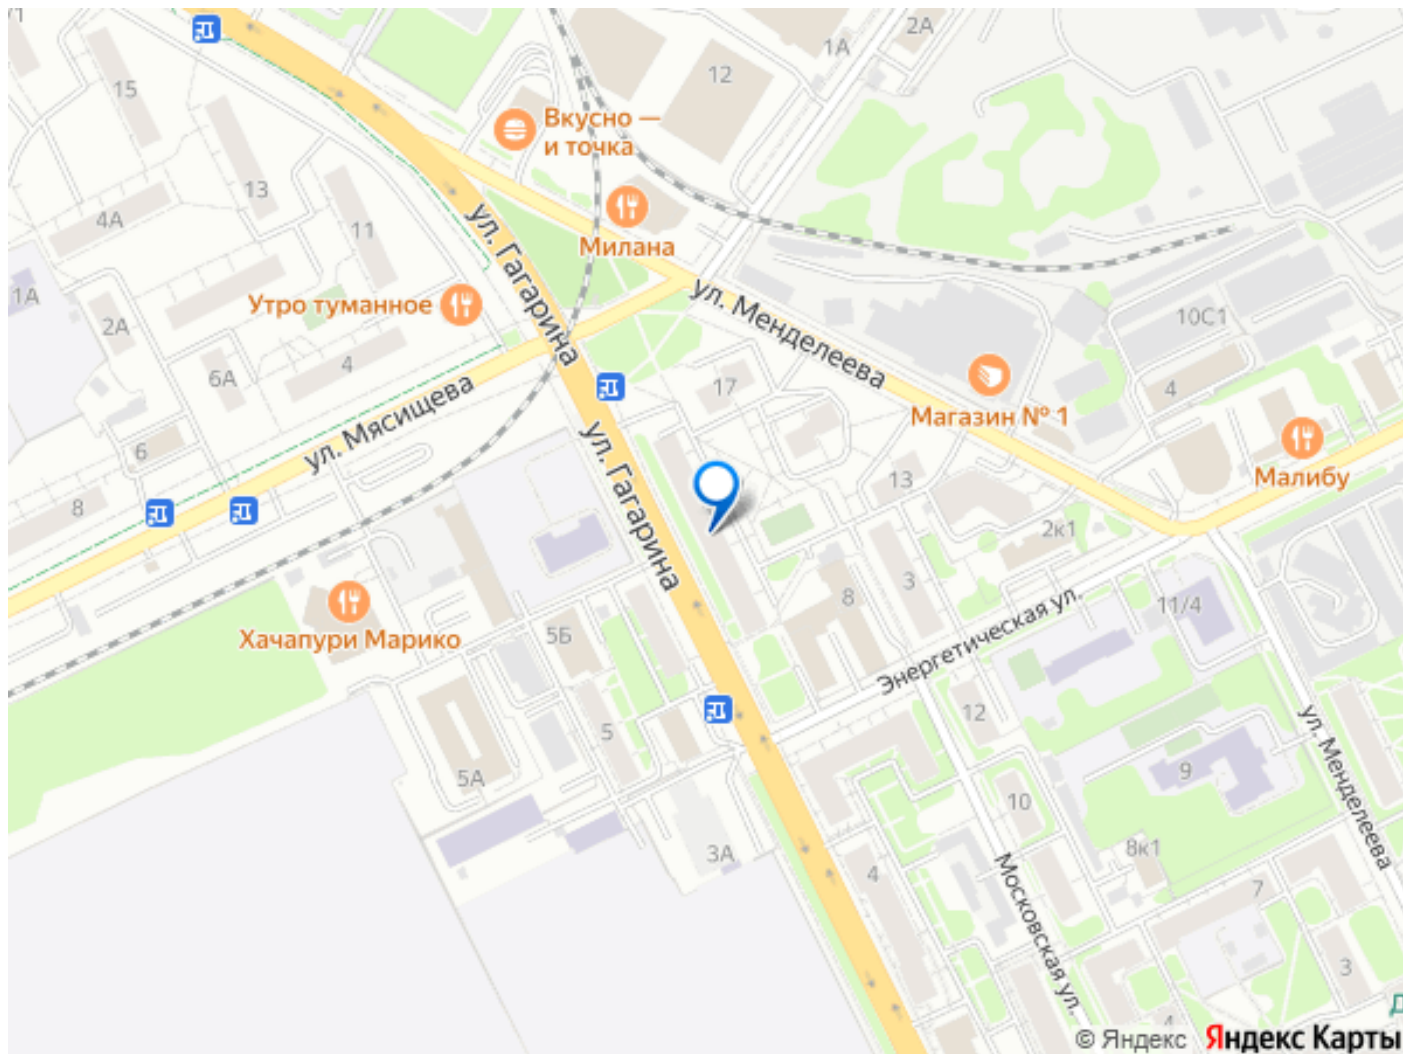 1А
2А
12
15
Вкусно —
и точка
13
4А
11
Милана
ул. Гагарина
1А
Утро туманное
2А
ул. Менделеева
10С1
4
6А
17
4
Магазин № 1
ул. Мясищева
ул. Гагарина
6
Малибу
13
8
2к1
3
8
11/4
Хачапури Марико
5Б
Энергетическая ул.
12
5
ул. Менделеева
5А
9
10
3А
8к1
4
7
Московская ул.
3
4
Д
© Яндекс Яндекс Карты